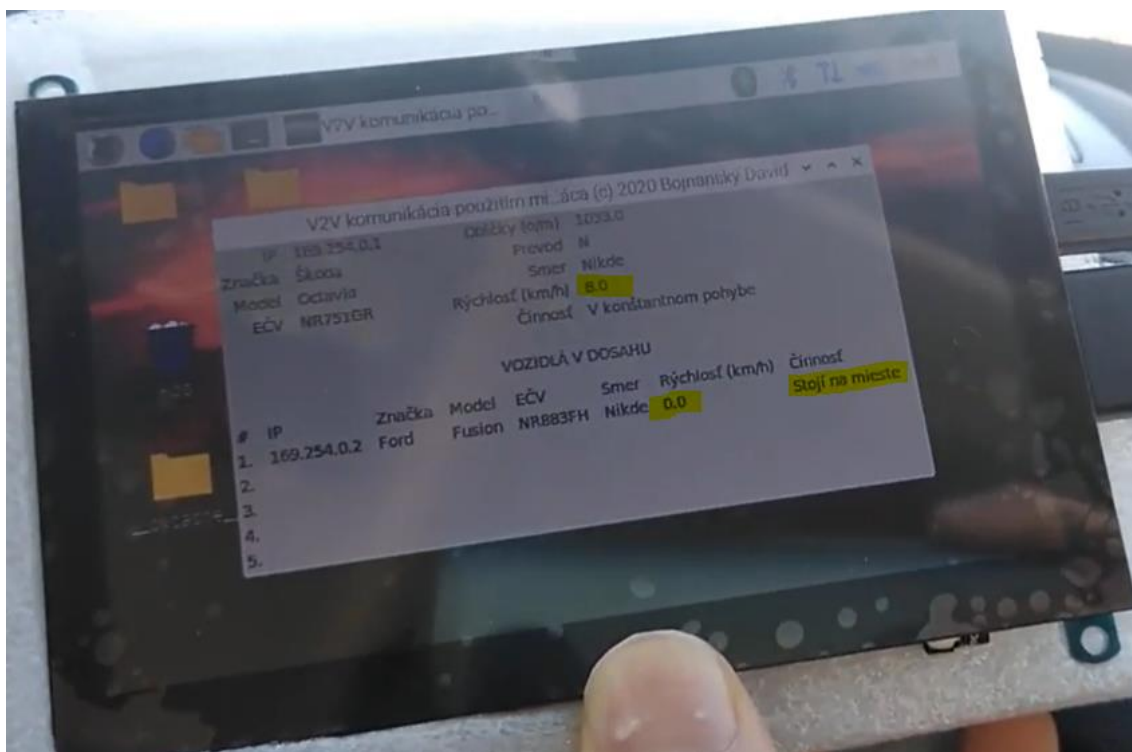 V2V komunikácia po...
V2V komunikácia použitím mi...áca (c) 2020 Bojnanský David
IP 169.254.0.1 Otáčky (o/m) 1033.0
Značka Škoda Prevod N
Model Octavia Smer Nikde
EČV NR751GR Rýchlosť (km/h) 8.0
Činnosť V konštantnom pohybe
VOZIDLÁ V DOSAHU
# IP Značka Model EČV Smer Rýchlosť (km/h) Činnosť
1. 169.254.0.2 Ford Fusion NR883FH Nikde 0.0 Stojí na mieste
2.
3.
4.
5.